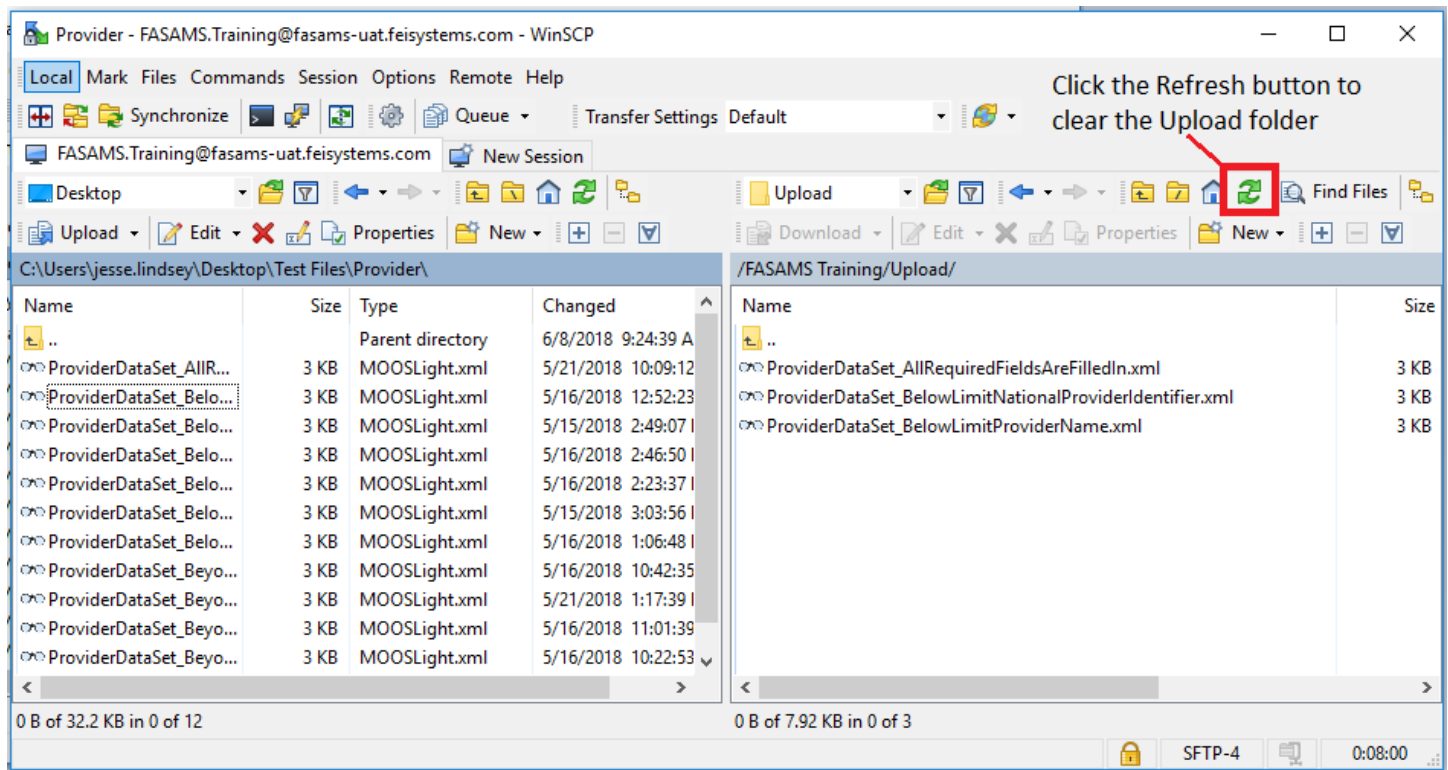 Provider - FASAMS.Training@fasams-uat.feisystems.com - WinSCP
Local Mark Files Commands Session Options Remote Help
Click the Refresh button to
clear the Upload folder
Synchronize Queue Transfer Settings Default
FASAMS.Training@fasams-uat.feisystems.com New Session
Desktop Upload Find Files
Upload Edit Properties New Download Edit Properties New
C:\Users\jesse.lindsey\Desktop\Test Files\Provider\ /FASAMS Training/Upload/
Name Size Type Changed Name Size
.. Parent directory 6/8/2018 9:24:39 A ..
ProviderDataSet_AllR... 3 KB MOOSLight.xml 5/21/2018 10:09:12 ProviderDataSet_AllRequiredFieldsAreFilledIn.xml 3 KB
ProviderDataSet_Belo... 3 KB MOOSLight.xml 5/16/2018 12:52:23 ProviderDataSet_BelowLimitNationalProviderIdentifier.xml 3 KB
ProviderDataSet_Belo... 3 KB MOOSLight.xml 5/15/2018 2:49:07 ProviderDataSet_BelowLimitProviderName.xml 3 KB
ProviderDataSet_Belo... 3 KB MOOSLight.xml 5/16/2018 2:46:50
ProviderDataSet_Belo... 3 KB MOOSLight.xml 5/16/2018 2:23:37
ProviderDataSet_Belo... 3 KB MOOSLight.xml 5/15/2018 3:03:56
ProviderDataSet_Belo... 3 KB MOOSLight.xml 5/16/2018 1:06:48
ProviderDataSet_Beyo... 3 KB MOOSLight.xml 5/16/2018 10:42:35
ProviderDataSet_Beyo... 3 KB MOOSLight.xml 5/21/2018 1:17:39
ProviderDataSet_Beyo... 3 KB MOOSLight.xml 5/16/2018 11:01:39
ProviderDataSet_Beyo... 3 KB MOOSLight.xml 5/16/2018 10:22:53
0 B of 32.2 KB in 0 of 12 0 B of 7.92 KB in 0 of 3
SFTP-4 0:08:00